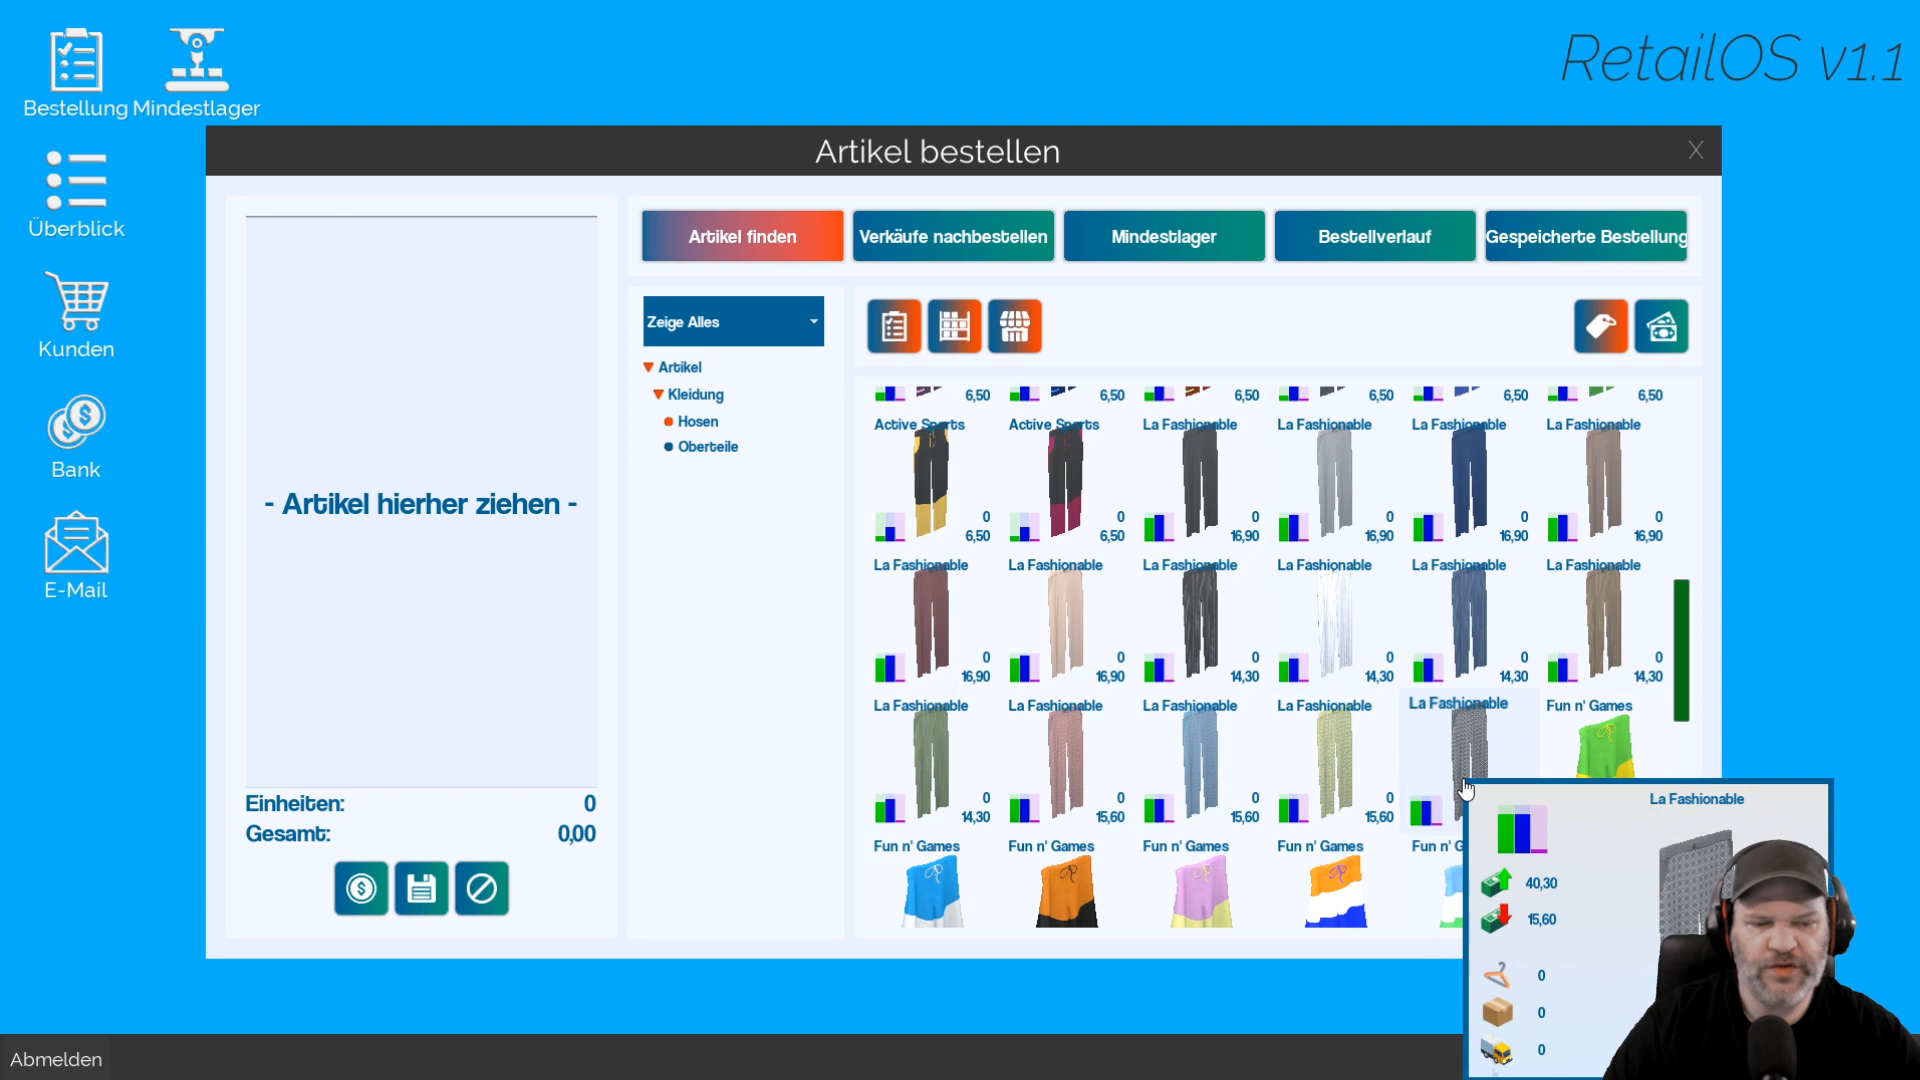 RetailOS v1.1
Bestellung
Mindestlager
Überblick
Kunden
Bank
E-Mail
Artikel bestellen
X
- Artikel hierher ziehen -
Einheiten: 0
Gesamt: 0,00
Artikel finden
Verkäufe nachbestellen
Mindestlager
Bestellverlauf
Gespeicherte Bestellung
Zeige Alles
Artikel
Kleidung
Hosen
Oberteile
6,50 6,50 6,50 6,50 6,50 6,50
Active Sports Active Sports La Fashionable La Fashionable La Fashionable La Fashionable
0 0 0 0 0 0
6,50 6,50 16,90 16,90 16,90 16,90
La Fashionable La Fashionable La Fashionable La Fashionable La Fashionable La Fashionable
0 0 0 0 0 0
16,90 16,90 14,30 14,30 14,30 14,30
La Fashionable La Fashionable La Fashionable La Fashionable La Fashionable Fun n' Games
0 0 0 0
14,30 15,60 15,60 15,60
Fun n' Games Fun n' Games Fun n' Games Fun n' Games Fun n' G
La Fashionable
40,30
15,60
0
0
0
Abmelden